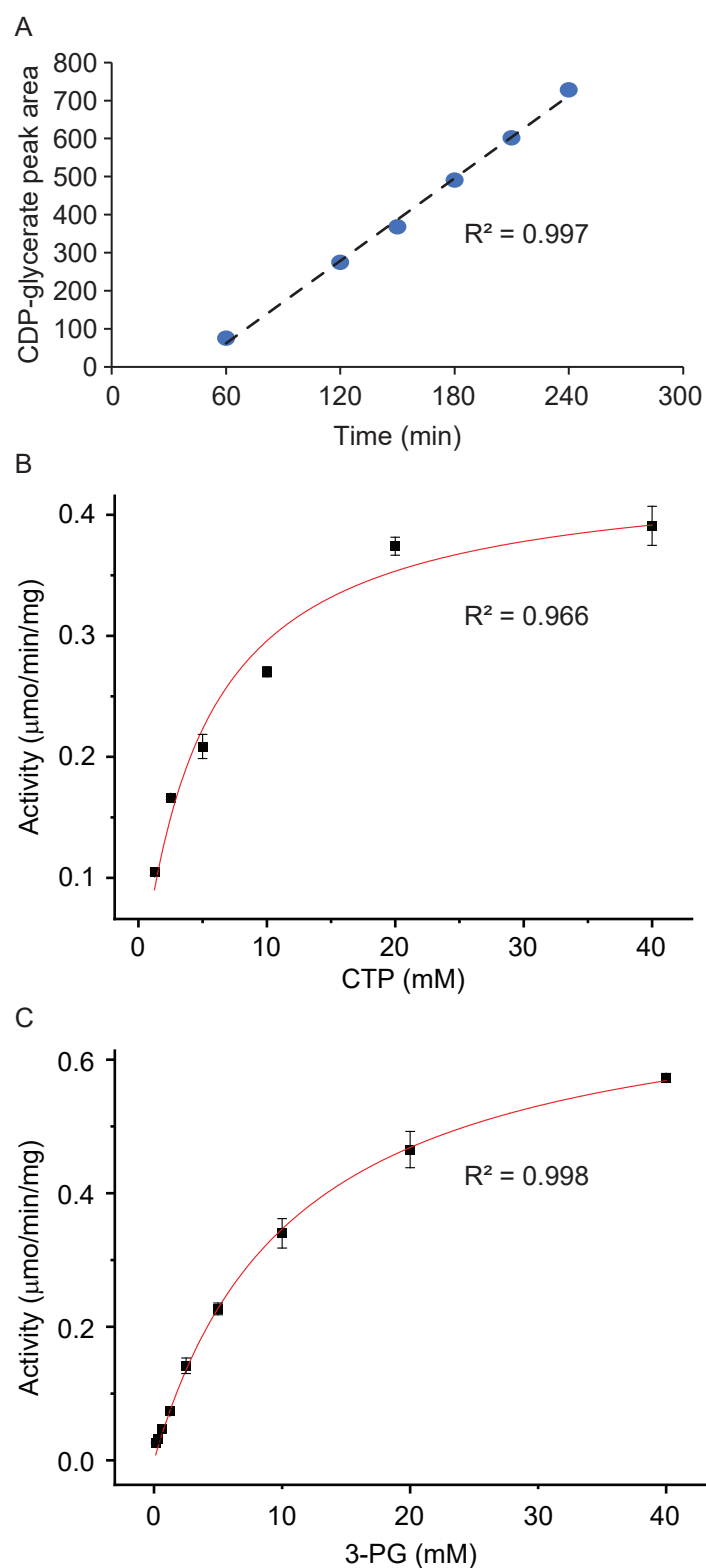 A
800
700
600
500
400
300
200
100
0
CDP-glycerate peak area
R² = 0.997
0 60 120 180 240 300
Time (min)
B
0.4
0.3
0.2
0.1
Activity (µmo/min/mg)
R² = 0.966
0 10 20 30 40
CTP (mM)
C
0.6
0.4
0.2
0.0
Activity (µmo/min/mg)
R² = 0.998
0 10 20 30 40
3-PG (mM)